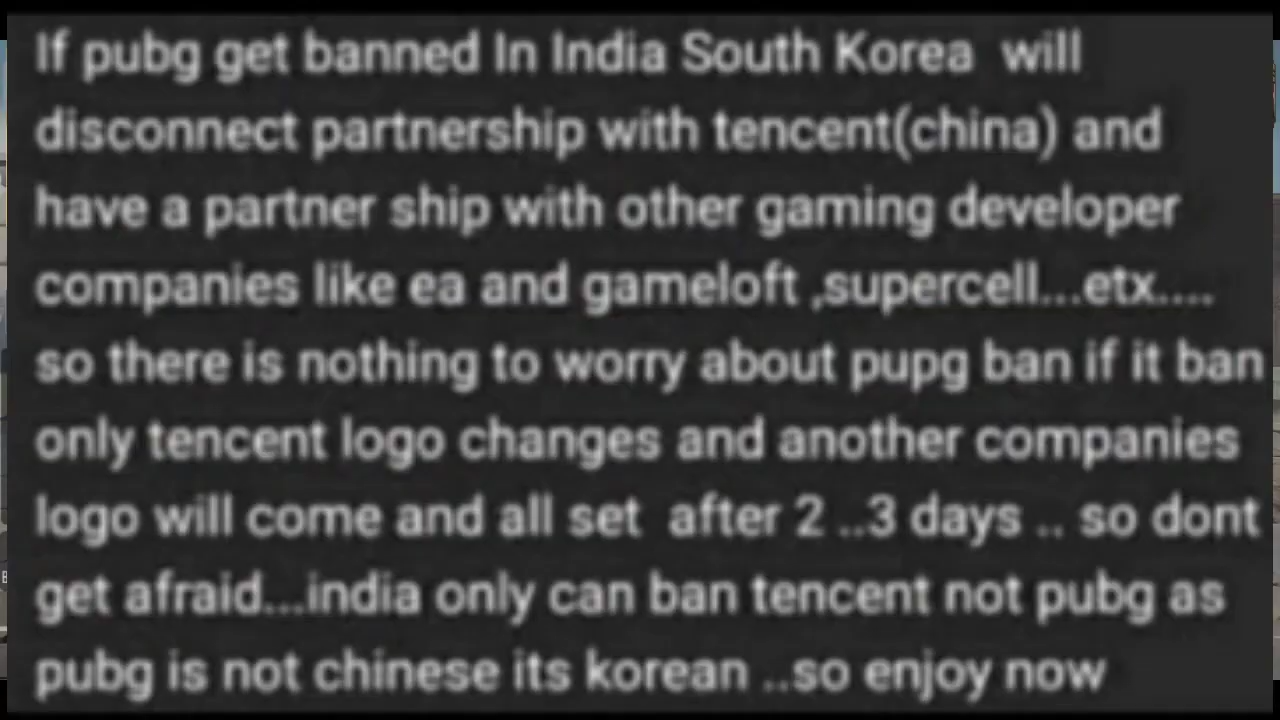 If pubg get banned In India South Korea will
disconnect partnership with tencent(china) and
have a partner ship with other gaming developer
companies like ea and gameloft ,supercell...etx....
so there is nothing to worry about pupg ban if it ban
only tencent logo changes and another companies
logo will come and all set after 2 ..3 days .. so dont
get afraid...india only can ban tencent not pubg as
pubg is not chinese its korean ..so enjoy now